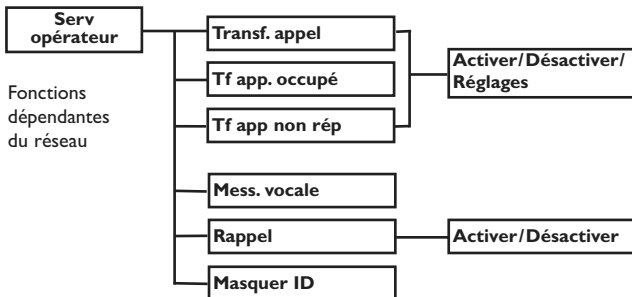 Serv
opérateur
Fonctions
dépendantes
du réseau
Transf. appel
Tf app. occupé
Tf app non rép
Activer/Désactiver/
Réglages
Mess. vocale
Rappel
Activer/Désactiver
Masquer ID